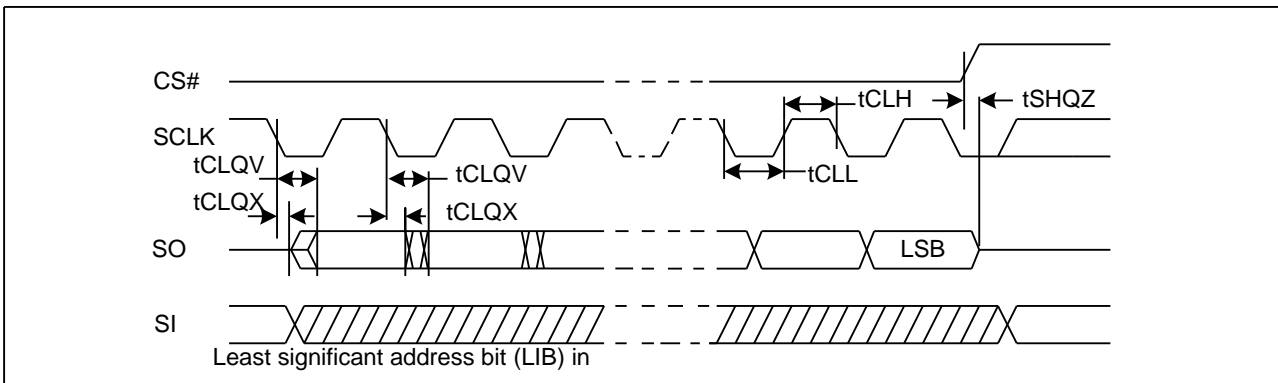 CS#
tCLH
tSHQZ
SCLK
tCLQV
tCLQV
tCLL
tCLQX
tCLQX
SO
LSB
SI
Least significant address bit (LIB) in